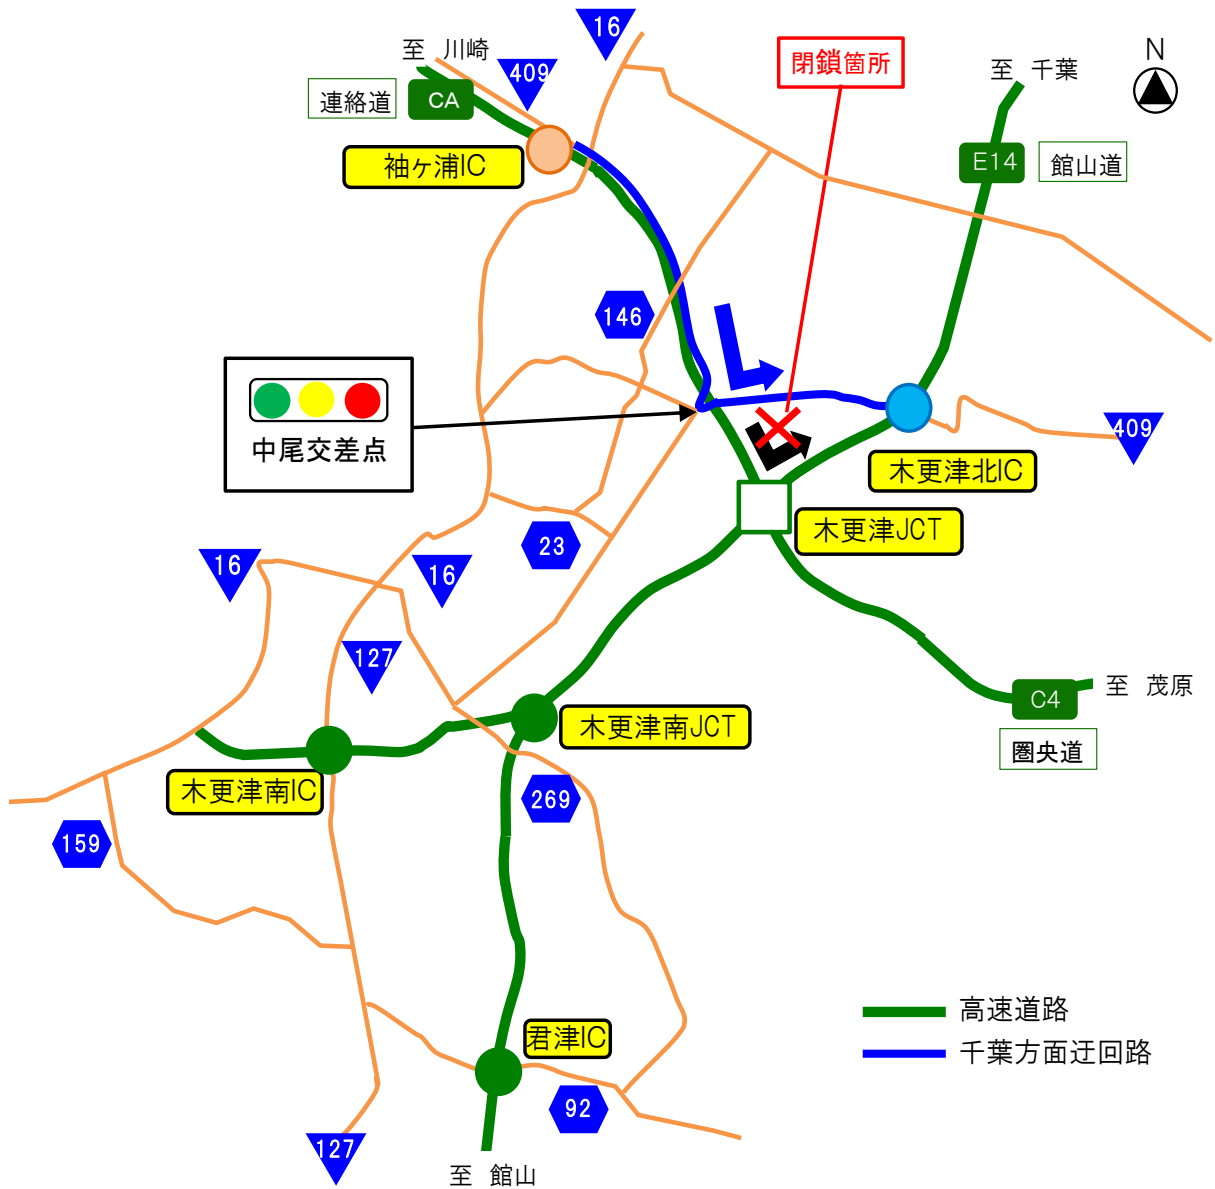 16
至 川崎
409
閉鎖箇所
N
至 千葉
連絡道
CA
袖ヶ浦IC
E14
館山道
146
中尾交差点
409
木更津北IC
木更津JCT
23
16
16
127
至 茂原
C4
圏央道
木更津南JCT
木更津南IC
269
159
高速道路
千葉方面迂回路
君津IC
92
127
至 館山